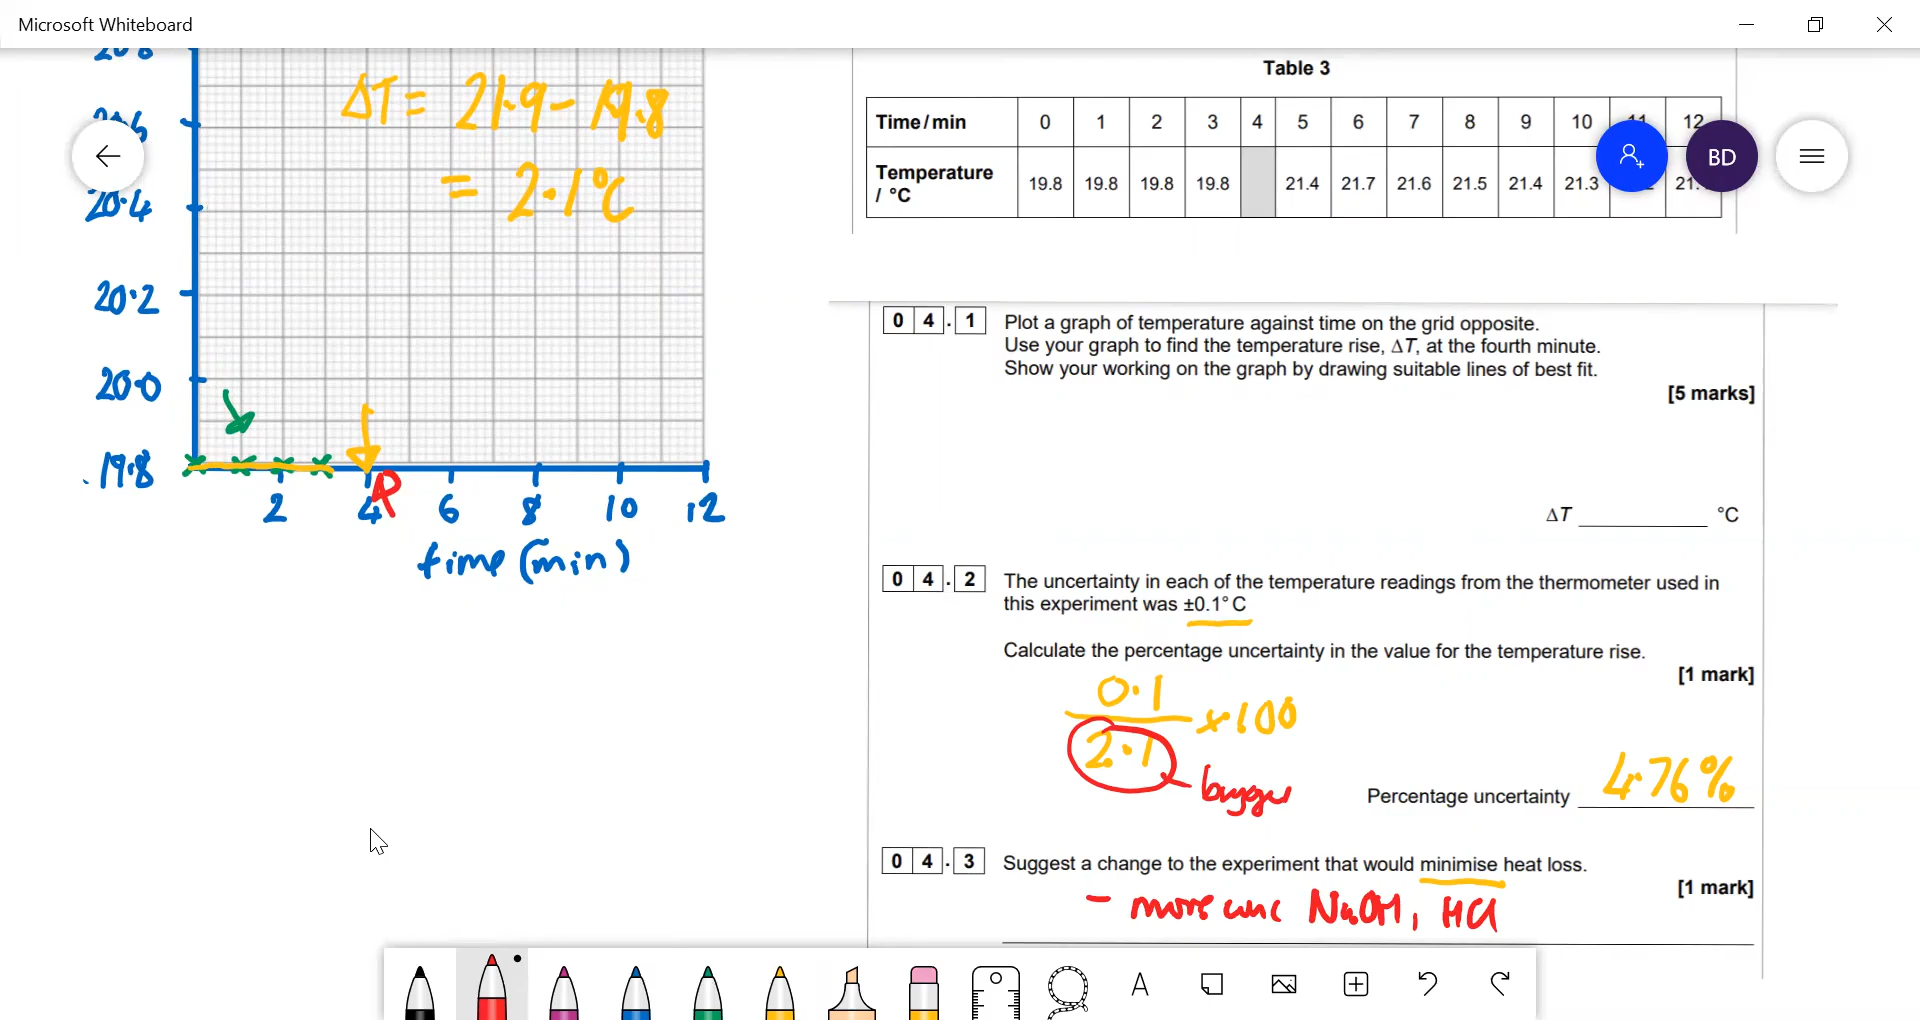 Microsoft Whiteboard
20.8
ΔT = 21.9 - 19.8
= 2.1°C
20.6
20.4
20.2
20.0
19.8
2 4 6 8 10 12
R
time (min)
Table 3
Time / min 0 1 2 3 4 5 6 7 8 9 10 11 12
Temperature / °C 19.8 19.8 19.8 19.8 21.4 21.7 21.6 21.5 21.4 21.3
BD
0 4 . 1 Plot a graph of temperature against time on the grid opposite.
Use your graph to find the temperature rise, ΔT, at the fourth minute.
Show your working on the graph by drawing suitable lines of best fit.
[5 marks]
ΔT °C
0 4 . 2 The uncertainty in each of the temperature readings from the thermometer used in
this experiment was ±0.1° C
Calculate the percentage uncertainty in the value for the temperature rise.
[1 mark]
0.1
2.1 × 100
bigger
4.76%
Percentage uncertainty
0 4 . 3 Suggest a change to the experiment that would minimise heat loss.
[1 mark]
- more conc NaOH, HCl
A